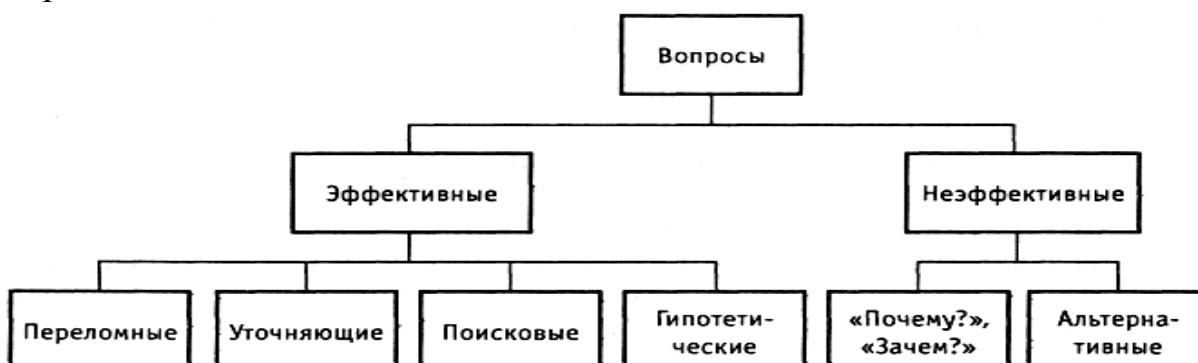 Вопросы
Эффективные
Неэффективные
Переломные
Уточняющие
Поисковые
Гипотети-
ческие
«Почему?»,
«Зачем?»
Альтерна-
тивные